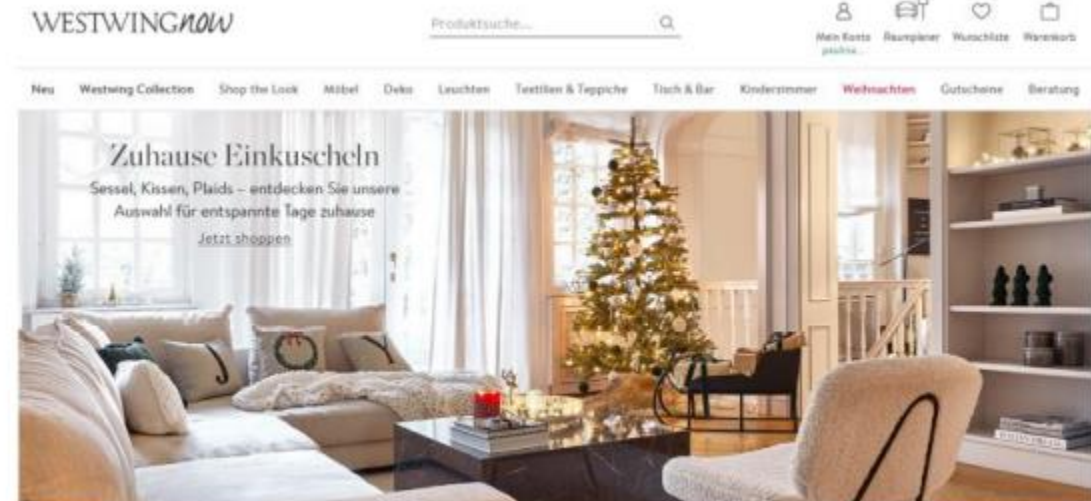 WESTWINGNOW
Produktsuche...
Mein Konto
Raumplaner
Wunschliste
Warenkorb
Neu
Westwing Collection
Shop the Look
Möbel
Deko
Leuchten
Textilien & Teppiche
Tisch & Bar
Kinderzimmer
Weihnachten
Gutscheine
Beratung
Zuhause Einkuscheln
Sessel, Kissen, Plaids – entdecken Sie unsere
Auswahl für entspannte Tage zuhause
Jetzt shoppen
J
O
Y